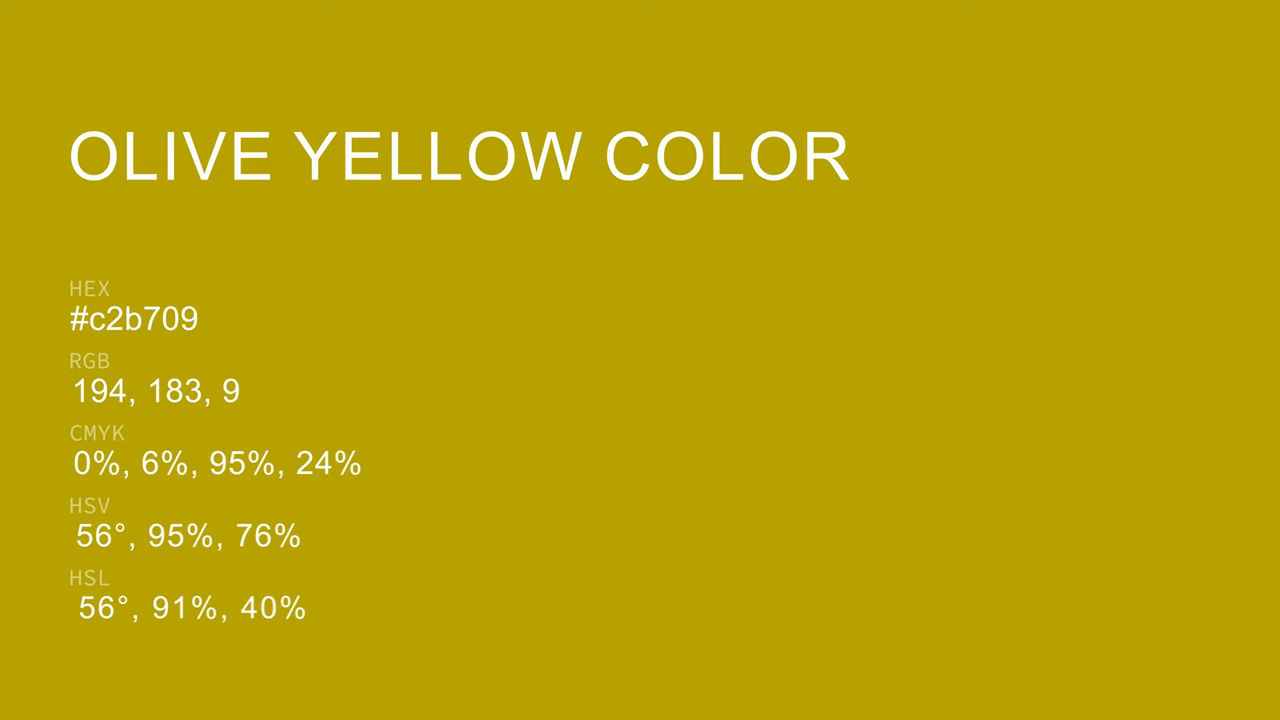 OLIVE YELLOW COLOR
HEX
#c2b709
RGB
194, 183, 9
CMYK
0%, 6%, 95%, 24%
HSV
56°, 95%, 76%
HSL
56°, 91%, 40%